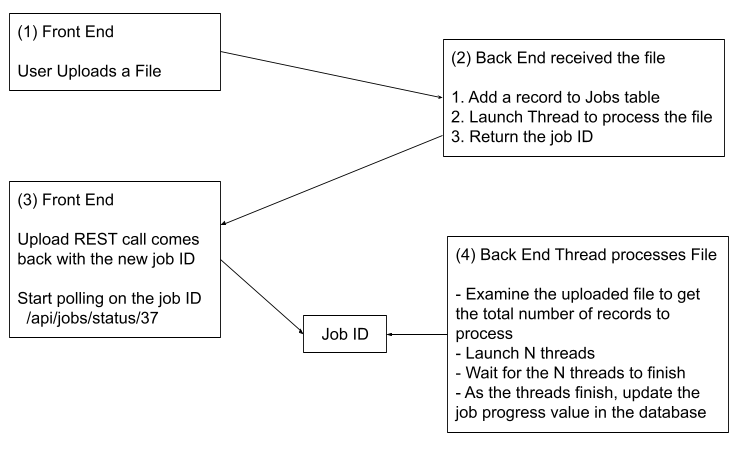 (1) Front End
User Uploads a File
(2) Back End received the file
1. Add a record to Jobs table
2. Launch Thread to process the file
3. Return the job ID
(3) Front End
Upload REST call comes
back with the new job ID
Start polling on the job ID
/api/jobs/status/37
Job ID
(4) Back End Thread processes File
- Examine the uploaded file to get
the total number of records to
process
- Launch N threads
- Wait for the N threads to finish
- As the threads finish, update the
job progress value in the database